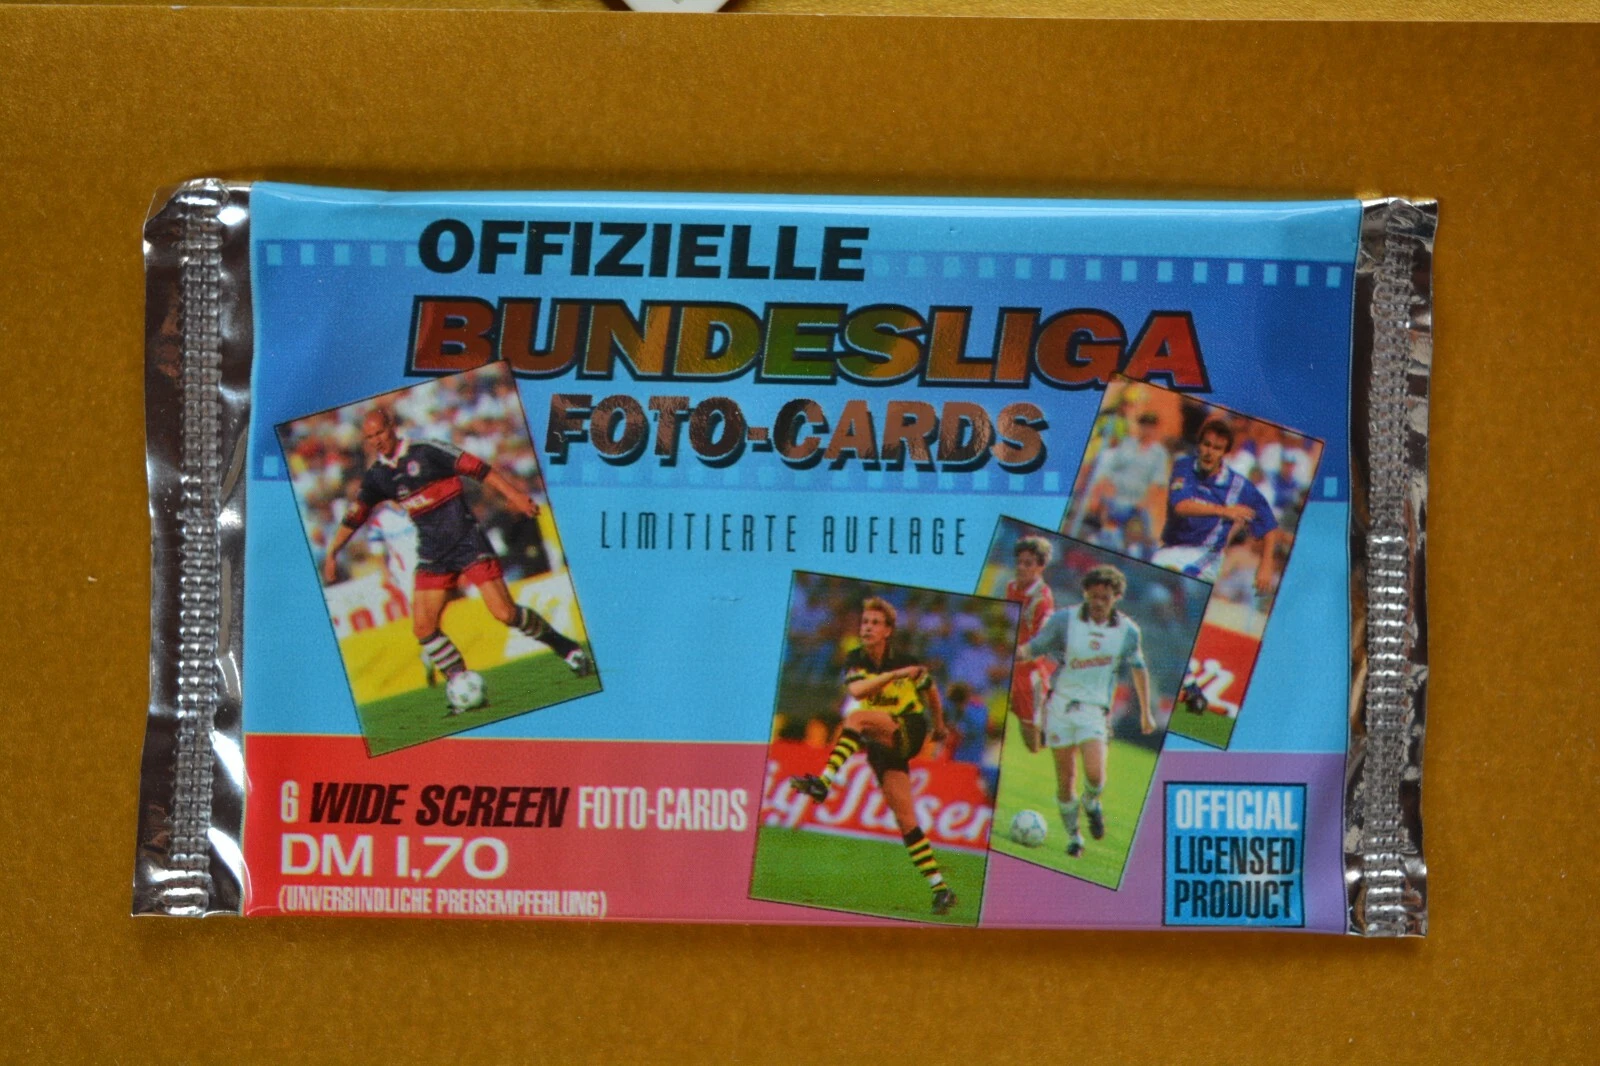 OFFIZIELLE
BUNDESLIGA
FOTO-CARDS
LIMITIERTE AUFLAGE
6 WIDE SCREEN FOTO-CARDS
DM 1,70
(UNVERBINDLICHE PREISEMPFEHLUNG)
OFFICIAL
LICENSED
PRODUCT
Pilsener